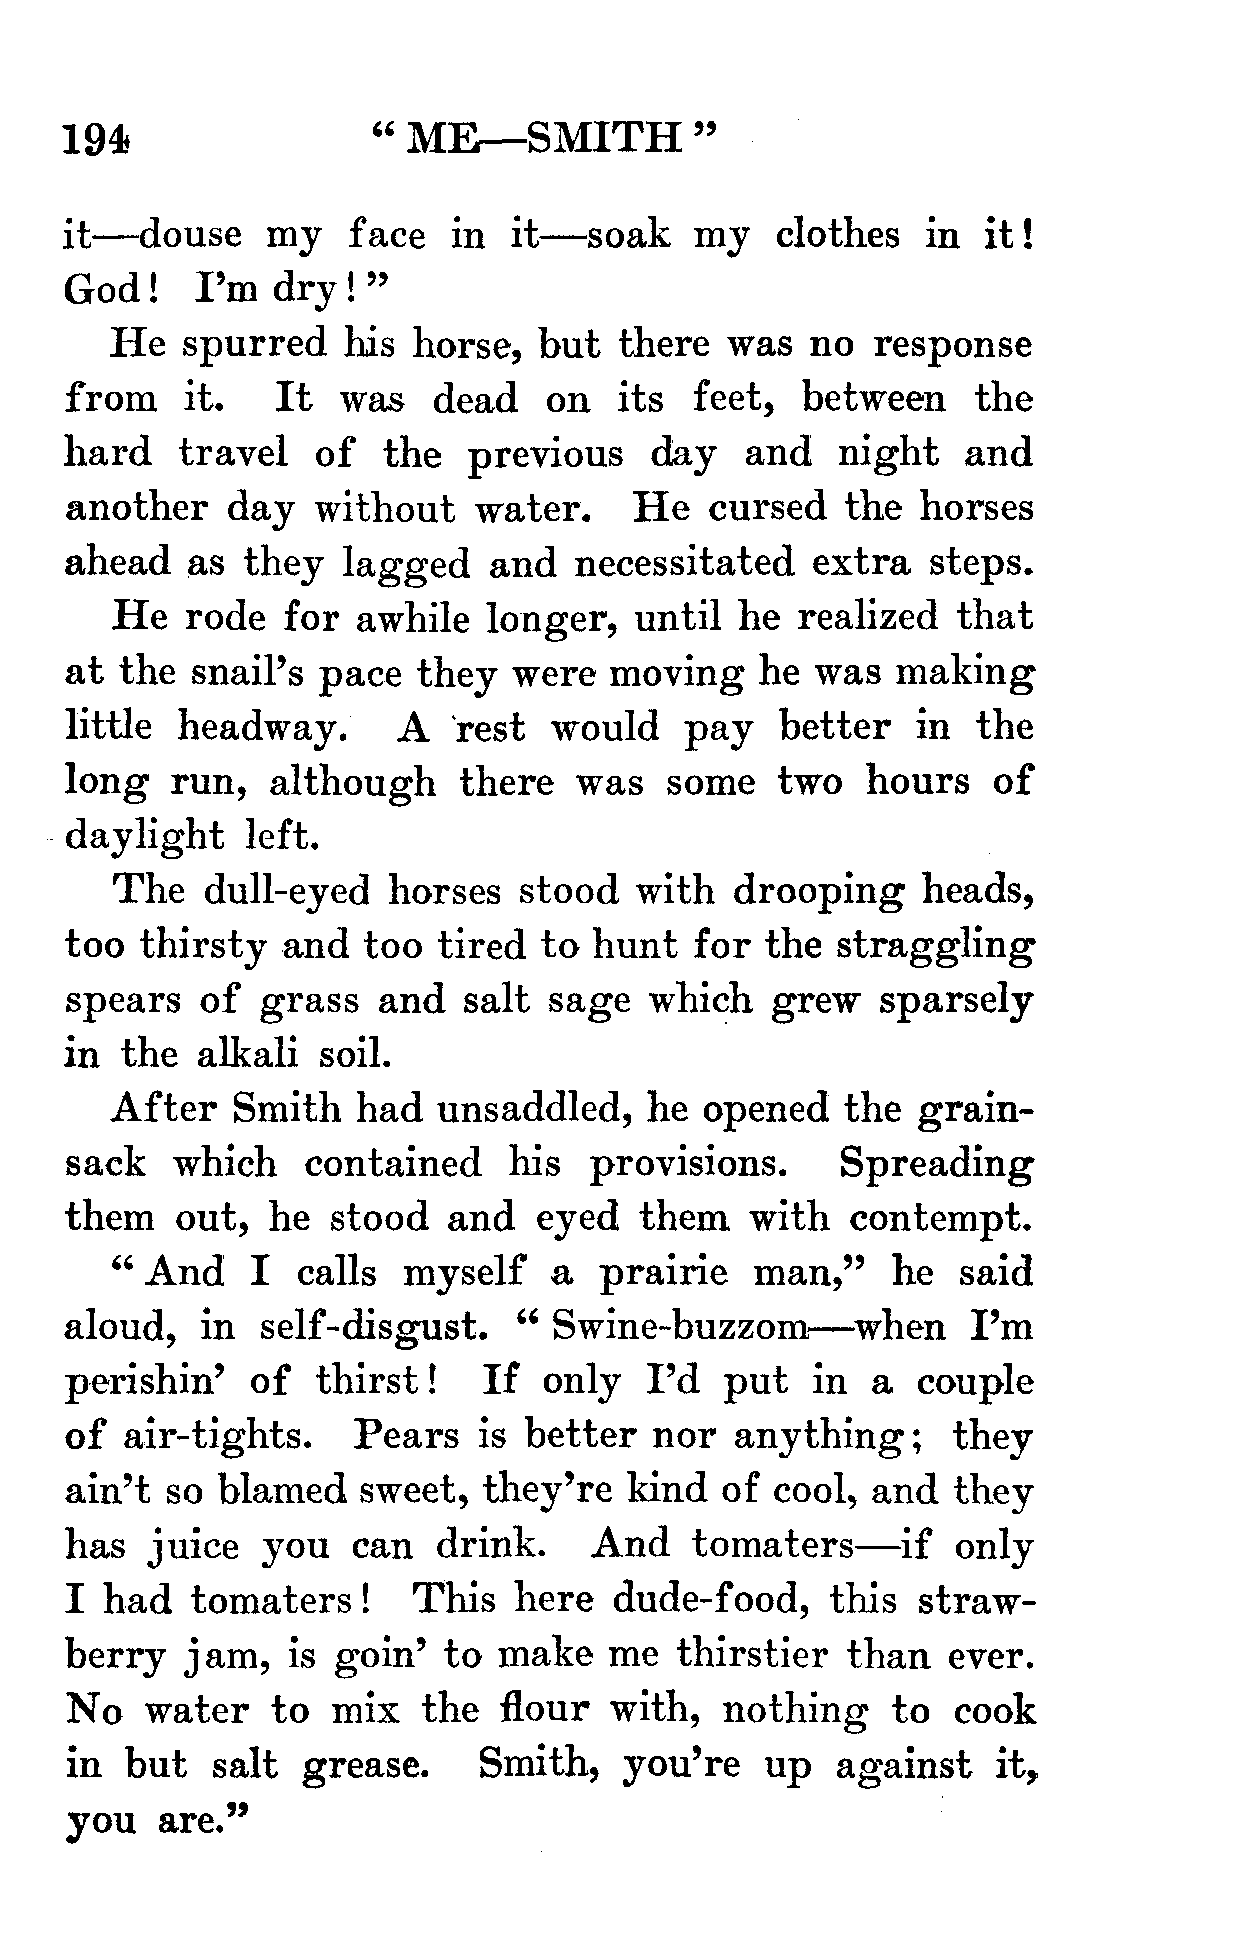 194 “ ME—SMITH ”
it—douse my face in it—soak my clothes in it!
God! I’m dry!”
He spurred his horse, but there was no response
from it. It was dead on its feet, between the
hard travel of the previous day and night and
another day without water. He cursed the horses
ahead as they lagged and necessitated extra steps.
He rode for awhile longer, until he realized that
at the snail’s pace they were moving he was making
little headway. A rest would pay better in the
long run, although there was some two hours of
daylight left.
The dull-eyed horses stood with drooping heads,
too thirsty and too tired to hunt for the straggling
spears of grass and salt sage which grew sparsely
in the alkali soil.
After Smith had unsaddled, he opened the grain-
sack which contained his provisions. Spreading
them out, he stood and eyed them with contempt.
“ And I calls myself a prairie man,” he said
aloud, in self-disgust. “ Swine-buzzom—when I’m
perishin’ of thirst! If only I’d put in a couple
of air-tights. Pears is better nor anything; they
ain’t so blamed sweet, they’re kind of cool, and they
has juice you can drink. And tomaters—if only
I had tomaters! This here dude-food, this straw-
berry jam, is goin’ to make me thirstier than ever.
No water to mix the flour with, nothing to cook
in but salt grease. Smith, you’re up against it,
you are.”